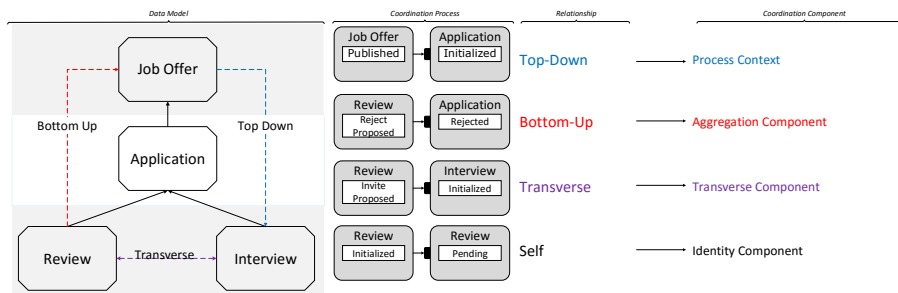 Data Model
Coordination Process
Relationship
Coordination Component
Job Offer
Bottom Up
Top Down
Application
Review
Transverse
Interview
Job Offer
Published
Application
Initialized
Top-Down
Process Context
Review
Reject
Proposed
Application
Rejected
Bottom-Up
Aggregation Component
Review
Invite
Proposed
Interview
Initialized
Transverse
Transverse Component
Review
Initialized
Review
Pending
Self
Identity Component